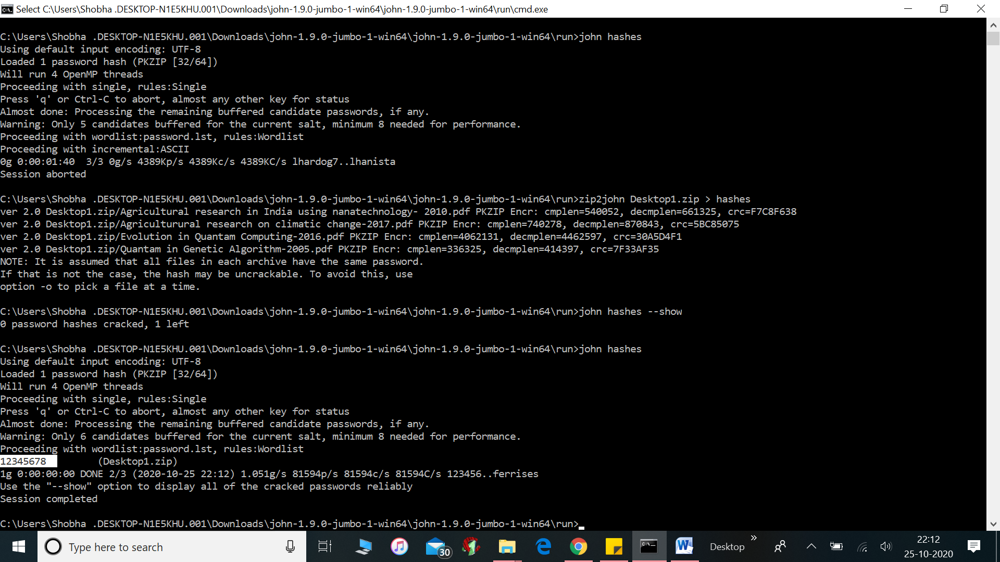 Select C:\Users\Shobha .DESKTOP-N1E5KHU.001\Downloads\john-1.9.0-jumbo-1-win64\john-1.9.0-jumbo-1-win64\run\cmd.exe
C:\Users\Shobha .DESKTOP-N1E5KHU.001\Downloads\john-1.9.0-jumbo-1-win64\john-1.9.0-jumbo-1-win64\run>john hashes
Using default input encoding: UTF-8
Loaded 1 password hash (PKZIP [32/64])
Will run 4 OpenMP threads
Proceeding with single, rules:Single
Press 'q' or Ctrl-C to abort, almost any other key for status
Almost done: Processing the remaining buffered candidate passwords, if any.
Warning: Only 5 candidates buffered for the current salt, minimum 8 needed for performance.
Proceeding with wordlist:password.lst, rules:Wordlist
Proceeding with incremental:ASCII
0g 0:00:01:40  3/3 0g/s 4389Kp/s 4389Kc/s 4389KC/s lhardog7..lhanista
Session aborted
C:\Users\Shobha .DESKTOP-N1E5KHU.001\Downloads\john-1.9.0-jumbo-1-win64\john-1.9.0-jumbo-1-win64\run>zip2john Desktop1.zip > hashes
ver 2.0 Desktop1.zip/Agricultural research in India using nanatechnology- 2010.pdf PKZIP Encr: cmplen=540052, decmplen=661325, crc=F7C8F638
ver 2.0 Desktop1.zip/Agriculturural research on climatic change-2017.pdf PKZIP Encr: cmplen=740278, decmplen=870843, crc=5BC85075
ver 2.0 Desktop1.zip/Evolution in Quantam Computing-2016.pdf PKZIP Encr: cmplen=4062131, decmplen=4462597, crc=30A5D4F1
ver 2.0 Desktop1.zip/Quantam in Genetic Algorithm-2005.pdf PKZIP Encr: cmplen=336325, decmplen=414397, crc=7F33AF35
NOTE: It is assumed that all files in each archive have the same password.
If that is not the case, the hash may be uncrackable. To avoid this, use
option -o to pick a file at a time.
C:\Users\Shobha .DESKTOP-N1E5KHU.001\Downloads\john-1.9.0-jumbo-1-win64\john-1.9.0-jumbo-1-win64\run>john hashes --show
0 password hashes cracked, 1 left
C:\Users\Shobha .DESKTOP-N1E5KHU.001\Downloads\john-1.9.0-jumbo-1-win64\john-1.9.0-jumbo-1-win64\run>john hashes
Using default input encoding: UTF-8
Loaded 1 password hash (PKZIP [32/64])
Will run 4 OpenMP threads
Proceeding with single, rules:Single
Press 'q' or Ctrl-C to abort, almost any other key for status
Almost done: Processing the remaining buffered candidate passwords, if any.
Warning: Only 6 candidates buffered for the current salt, minimum 8 needed for performance.
Proceeding with wordlist:password.lst, rules:Wordlist
12345678         (Desktop1.zip)
1g 0:00:00:00 DONE 2/3 (2020-10-25 22:12) 1.051g/s 81594p/s 81594c/s 81594C/s 123456..ferrises
Use the "--show" option to display all of the cracked passwords reliably
Session completed
C:\Users\Shobha .DESKTOP-N1E5KHU.001\Downloads\john-1.9.0-jumbo-1-win64\john-1.9.0-jumbo-1-win64\run>
Type here to search
30
Desktop
22:12
25-10-2020